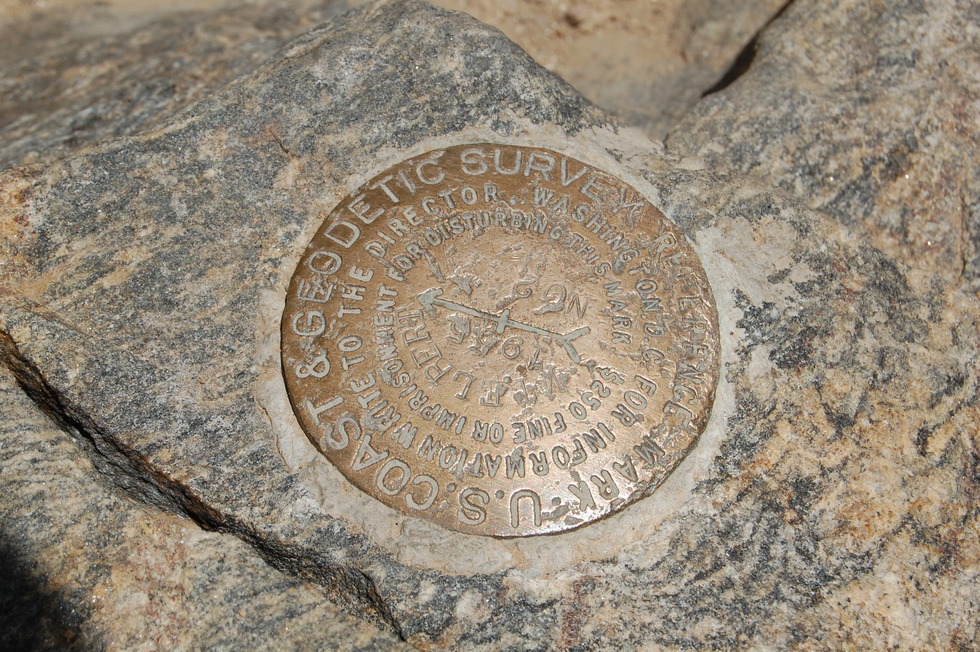 U.S. COAST & GEODETIC SURVEY
REFERENCE MARK
FOR INFORMATION WRITE TO THE DIRECTOR, WASHINGTON, D.C.
$250 FINE OR IMPRISONMENT FOR DISTURBING THIS MARK.
NO